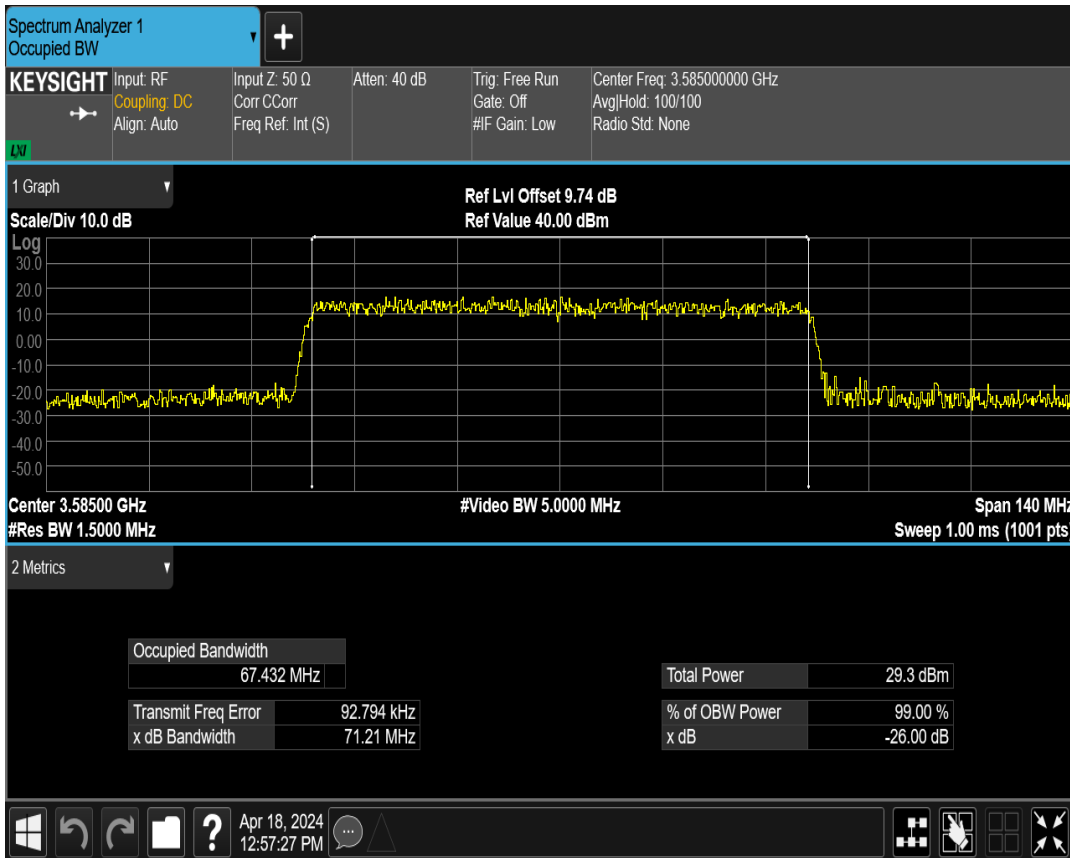 Spectrum Analyzer 1
Occupied BW
KEYSIGHT
LXI
Input: RF
Coupling: DC
Align: Auto
Input Z: 50 Ω
Corr CCorr
Freq Ref: Int (S)
Atten: 40 dB
Trig: Free Run
Gate: Off
#IF Gain: Low
Center Freq: 3.585000000 GHz
Avg|Hold: 100/100
Radio Std: None
1 Graph
Scale/Div 10.0 dB
Ref Lvl Offset 9.74 dB
Ref Value 40.00 dBm
Log
30.0
20.0
10.0
0.00
-10.0
-20.0
-30.0
-40.0
-50.0
Center 3.58500 GHz
#Video BW 5.0000 MHz
Span 140 MHz
#Res BW 1.5000 MHz
Sweep 1.00 ms (1001 pts)
2 Metrics
Occupied Bandwidth
67.432 MHz
Total Power 29.3 dBm
Transmit Freq Error 92.794 kHz
% of OBW Power 99.00 %
x dB Bandwidth 71.21 MHz
x dB -26.00 dB
?
Apr 18, 2024
12:57:27 PM